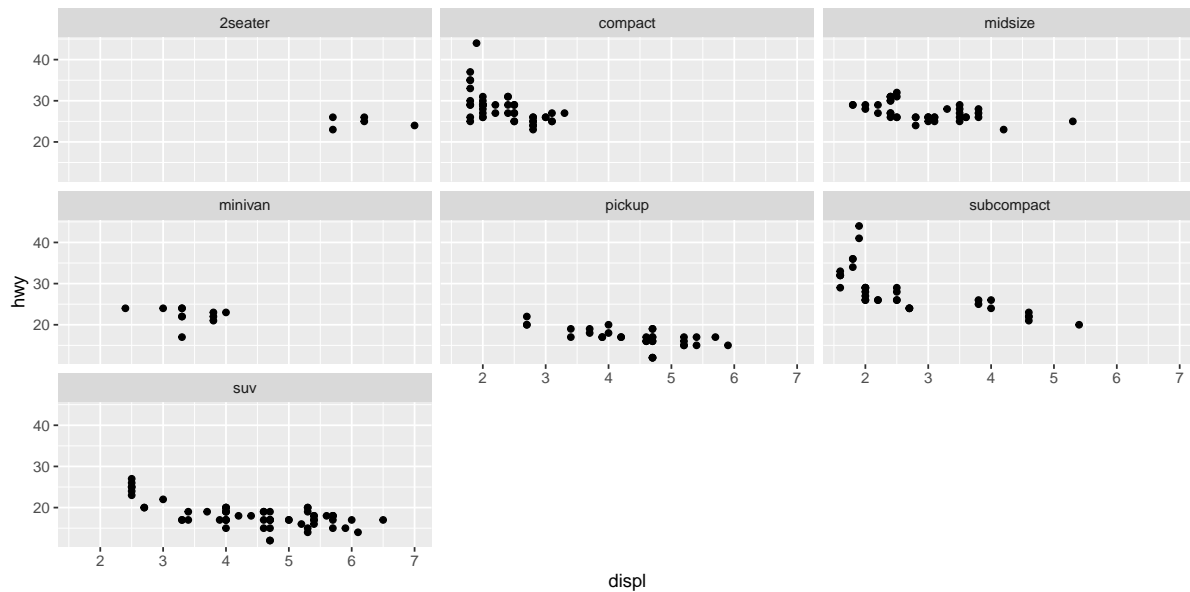 2seater compact midsize
40
30
20
minivan pickup subcompact
40
30
20
2 3 4 5 6 7 2 3 4 5 6 7
suv
40
30
20
2 3 4 5 6 7
hwy
displ